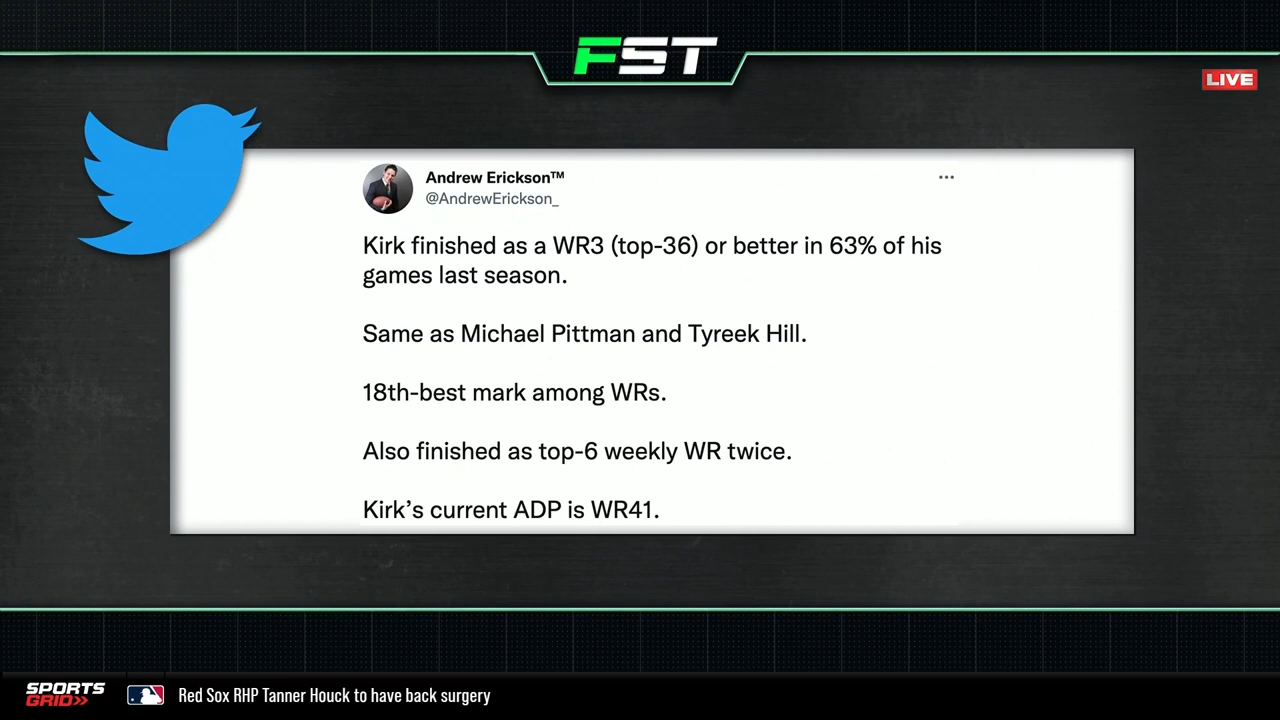 FST
LIVE
Andrew Erickson™
@AndrewErickson_
Kirk finished as a WR3 (top-36) or better in 63% of his
games last season.
Same as Michael Pittman and Tyreek Hill.
18th-best mark among WRs.
Also finished as top-6 weekly WR twice.
Kirk’s current ADP is WR41.
SPORTS
GRID
Red Sox RHP Tanner Houck to have back surgery